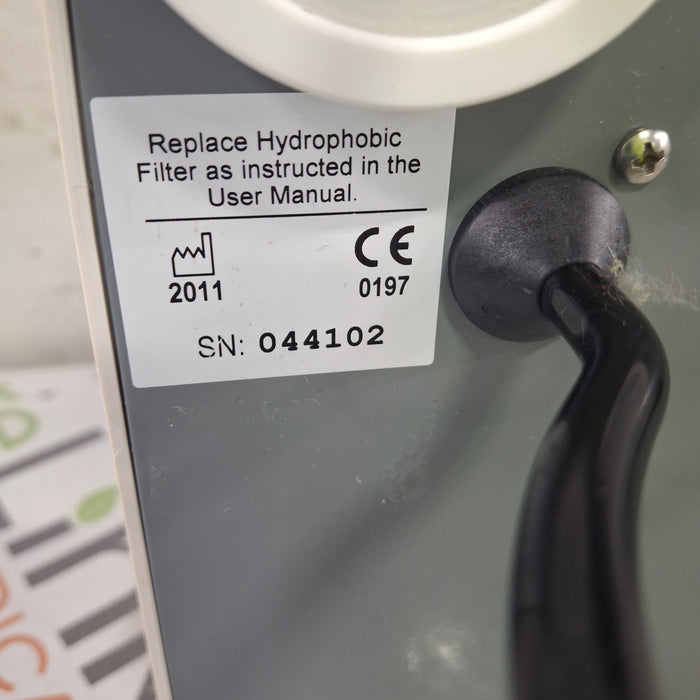 Replace Hydrophobic
Filter as instructed in the
User Manual.
CE
2011
0197
SN: 044102